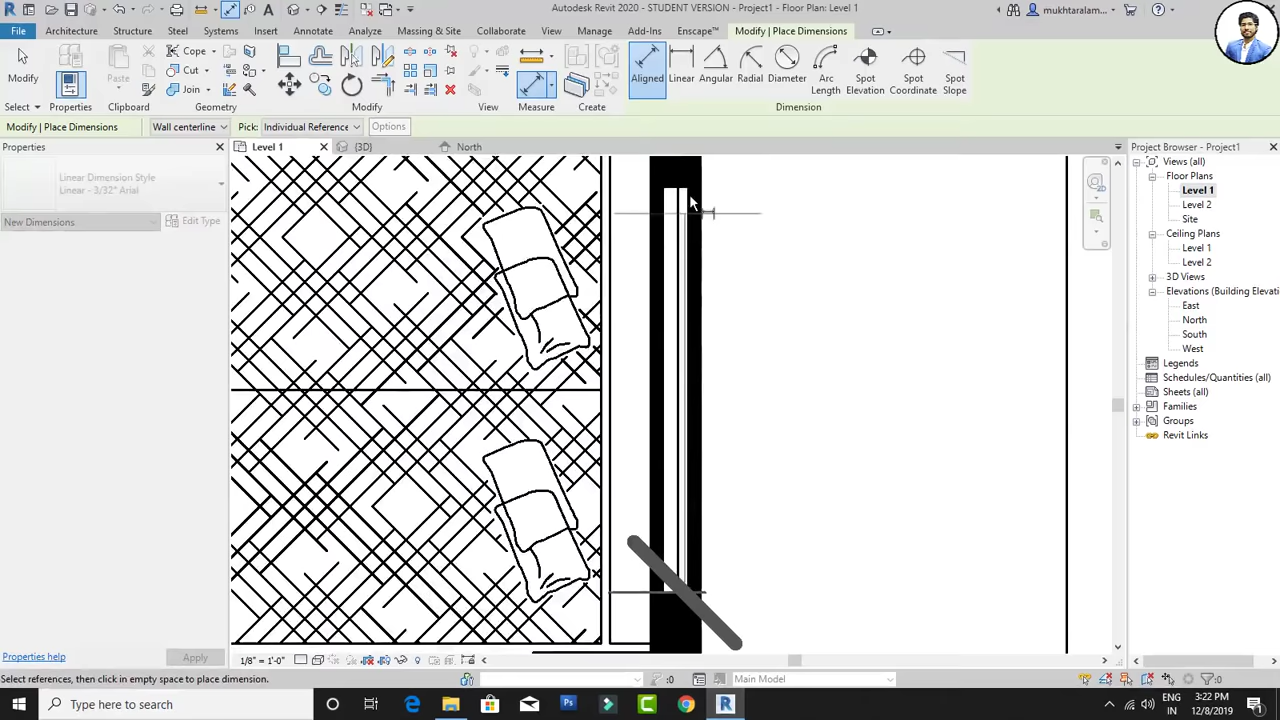 Autodesk Revit 2020 - STUDENT VERSION - Project1 - Floor Plan: Level 1
mukhtaralam...
File Architecture Structure Steel Systems Insert Annotate Analyze Massing & Site Collaborate View Manage Add-Ins Enscape™ Modify | Place Dimensions
Modify Paste Cope Cut Join Aligned Linear Angular Radial Diameter Arc Length Spot Elevation Spot Coordinate Spot Slope
Select Properties Clipboard Geometry Modify View Measure Create Dimension
Modify | Place Dimensions Wall centerline Pick: Individual Reference Options
Properties Level 1 {3D} North Project Browser - Project1
Linear Dimension Style
Linear - 3/32" Arial
New Dimensions Edit Type
Views (all)
Floor Plans
Level 1
Level 2
Site
Ceiling Plans
Level 1
Level 2
3D Views
Elevations (Building Elevati
East
North
South
West
Legends
Schedules/Quantities (all)
Sheets (all)
Families
Groups
Revit Links
Properties help Apply 1/8" = 1'-0"
Select references, then click in empty space to place dimension. :0 Main Model :0
Type here to search
ENG
IN
3:22 PM
12/8/2019